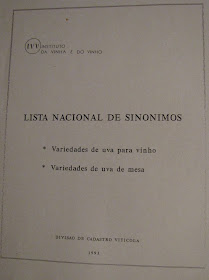 IVV INSTITUTO
DA VINHA E DO VINHO
LISTA NACIONAL DE SINONIMOS
* Variedades de uva para vinho
* Variedades de uva de mesa
DIVISÃO DE CADASTRO VITICOLA